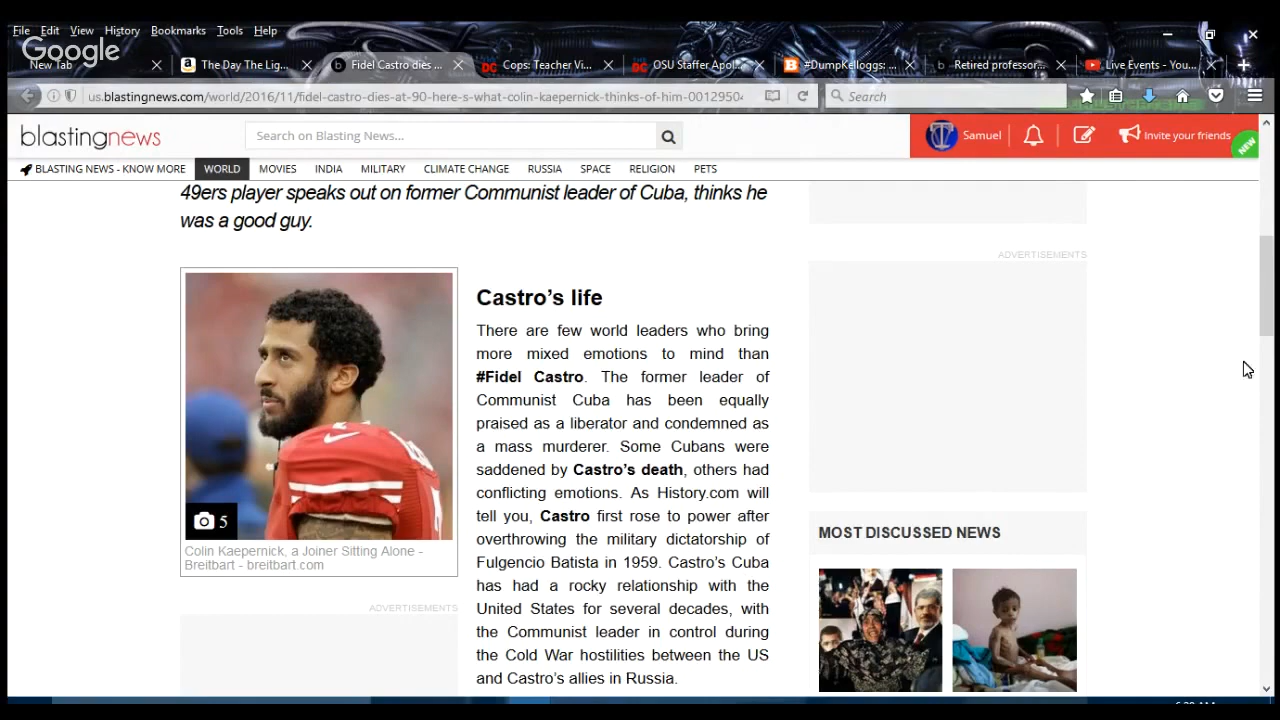 File Edit View History Bookmarks Tools Help
Google
New Tab
The Day The Lig...
Fidel Castro dies ...
Cops: Teacher Vi...
OSU Staffer Apol...
#DumpKelloggs: ...
Retired professor...
Live Events - You...
us.blastingnews.com/world/2016/11/fidel-castro-dies-at-90-here-s-what-colin-kaepernick-thinks-of-him-00129504
Search
blastingnews
Search on Blasting News...
Samuel
Invite your friends
NEW
BLASTING NEWS - KNOW MORE WORLD MOVIES INDIA MILITARY CLIMATE CHANGE RUSSIA SPACE RELIGION PETS
49ers player speaks out on former Communist leader of Cuba, thinks he
was a good guy.
5
Colin Kaepernick, a Joiner Sitting Alone -
Breitbart - breitbart.com
ADVERTISEMENTS
Castro’s life
There are few world leaders who bring
more mixed emotions to mind than
#Fidel Castro. The former leader of
Communist Cuba has been equally
praised as a liberator and condemned as
a mass murderer. Some Cubans were
saddened by Castro’s death, others had
conflicting emotions. As History.com will
tell you, Castro first rose to power after
overthrowing the military dictatorship of
Fulgencio Batista in 1959. Castro’s Cuba
has had a rocky relationship with the
United States for several decades, with
the Communist leader in control during
the Cold War hostilities between the US
and Castro’s allies in Russia.
ADVERTISEMENTS
MOST DISCUSSED NEWS